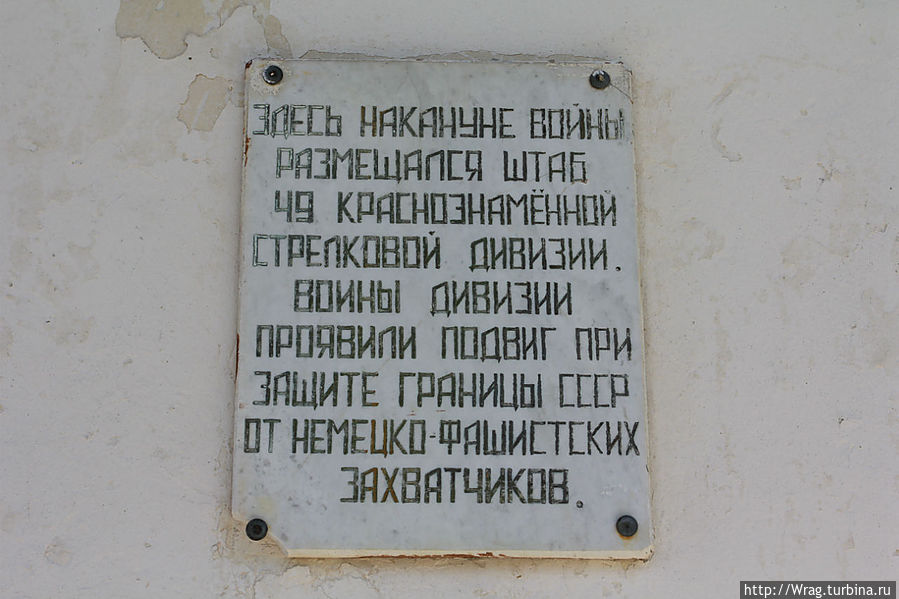 ЗДЕСЬ НАКАНУНЕ ВОЙНЫ
РАЗМЕЩАЛСЯ ШТАБ
49 КРАСНОЗНАМЁННОЙ
СТРЕЛКОВОЙ ДИВИЗИИ.
ВОИНЫ ДИВИЗИИ
ПРОЯВИЛИ ПОДВИГ ПРИ
ЗАЩИТЕ ГРАНИЦЫ СССР
ОТ НЕМЕЦКО-ФАШИСТСКИХ
ЗАХВАТЧИКОВ.
http://Wrag.turbina.ru